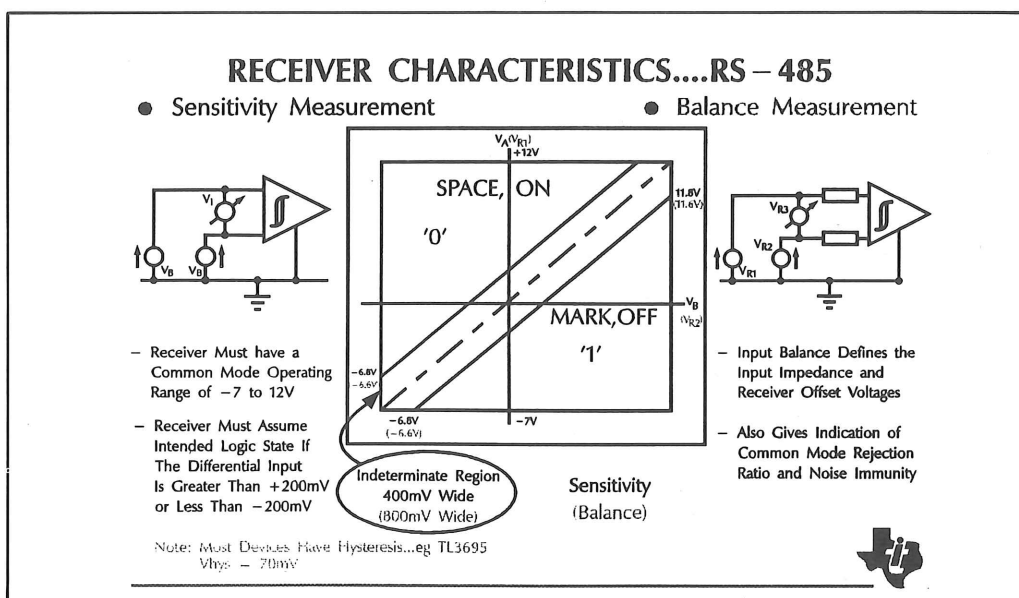 RECEIVER CHARACTERISTICS....RS – 485
● Sensitivity Measurement
● Balance Measurement
VA(VR1)
+12V
SPACE, ON
'0'
11.8V
(11.6V)
VB
(VR2)
MARK,OFF
'1'
–6.8V
–6.6V)
–6.8V
(–6.6V)
–7V
VI
VB
VB
VR3
VR2
VR1
– Receiver Must have a
Common Mode Operating
Range of –7 to 12V
– Receiver Must Assume
Intended Logic State If
The Differential Input
Is Greater Than +200mV
or Less Than –200mV
Indeterminate Region
400mV Wide
(800mV Wide)
Sensitivity
(Balance)
– Input Balance Defines the
Input Impedance and
Receiver Offset Voltages
– Also Gives Indication of
Common Mode Rejection
Ratio and Noise Immunity
Note: Must Devices Have Hysteresis...eg TL3695
Vhys – 70mV